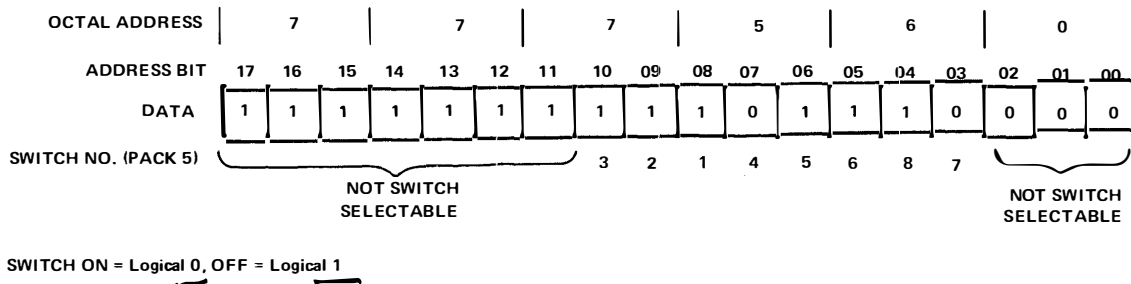 OCTAL ADDRESS 7 7 7 5 6 0
ADDRESS BIT 17 16 15 14 13 12 11 10 09 08 07 06 05 04 03 02 01 00
DATA 1 1 1 1 1 1 1 1 1 1 0 1 1 1 0 0 0 0
SWITCH NO. (PACK 5) 3 2 1 4 5 6 8 7
NOT SWITCH
SELECTABLE
NOT SWITCH
SELECTABLE
SWITCH ON = Logical 0, OFF = Logical 1